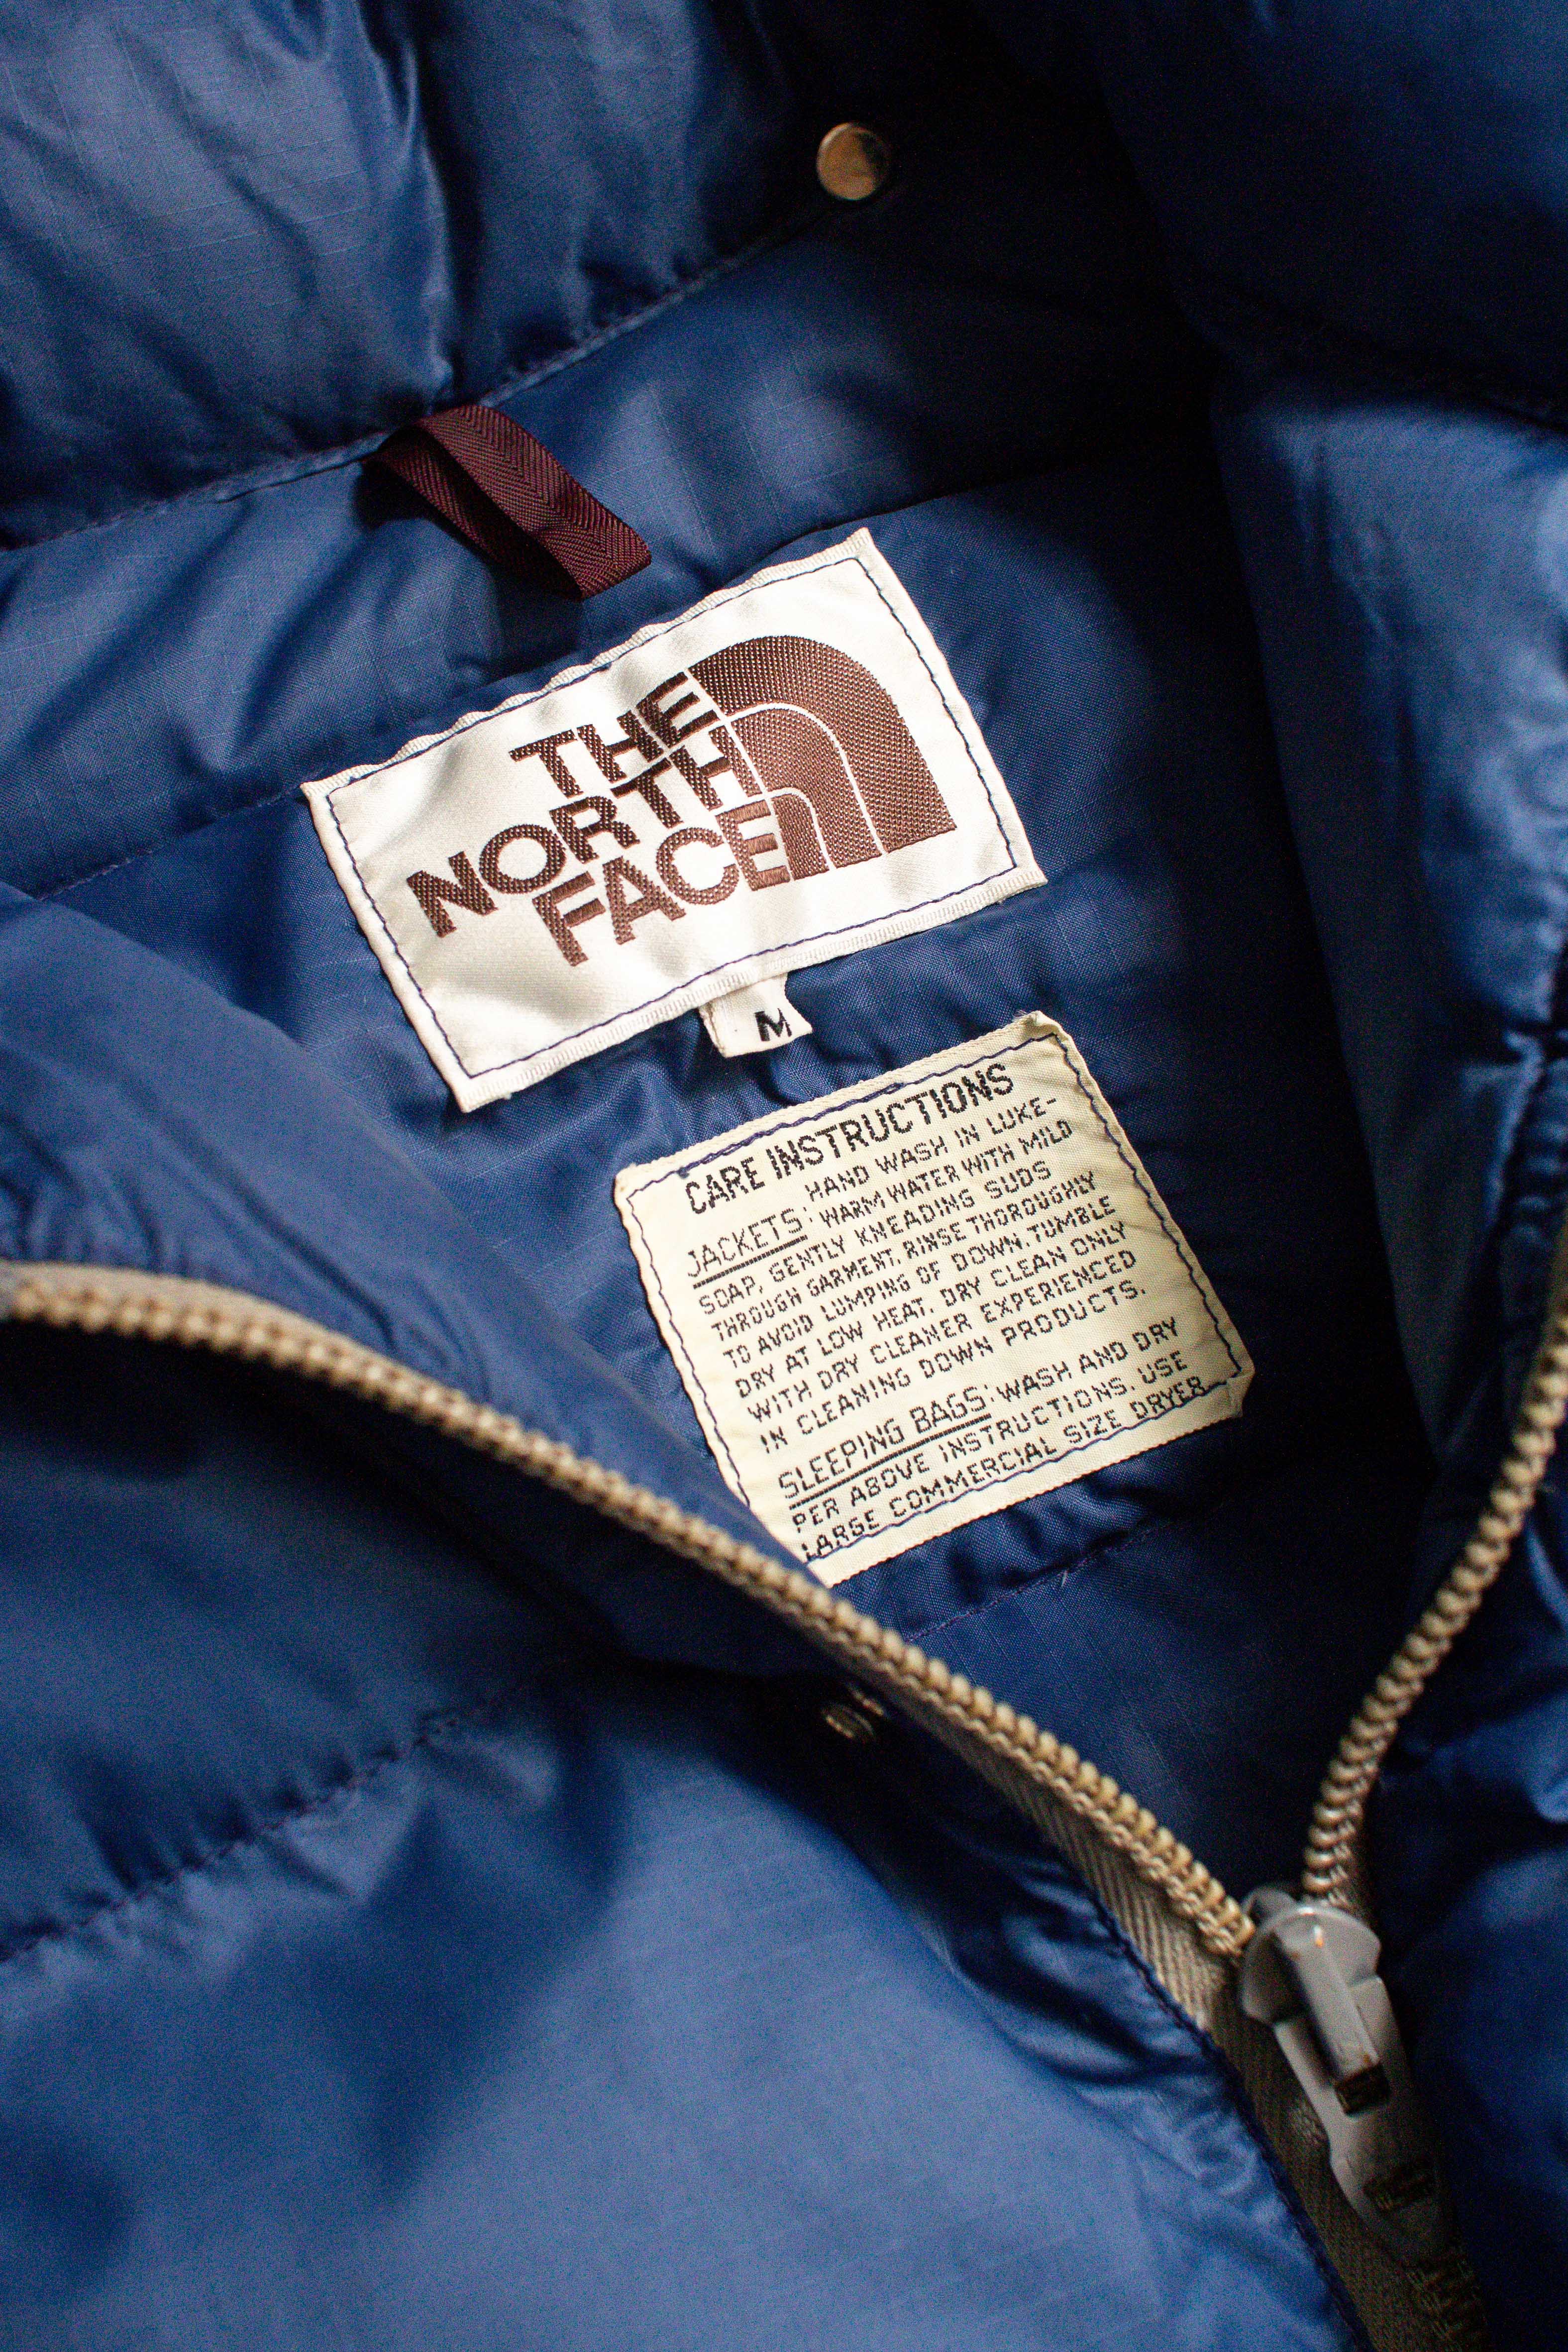 THE
NORTH
FACE
M
CARE INSTRUCTIONS
JACKETS: HAND WASH IN LUKE-
WARM WATER WITH MILD
SOAP, GENTLY KNEADING SUDS
THROUGH GARMENT. RINSE THOROUGHLY
TO AVOID LUMPING OF DOWN. TUMBLE
DRY AT LOW HEAT. DRY CLEAN ONLY
WITH DRY CLEANER EXPERIENCED
IN CLEANING DOWN PRODUCTS.
SLEEPING BAGS: WASH AND DRY
PER ABOVE INSTRUCTIONS. USE
LARGE COMMERCIAL SIZE DRYER